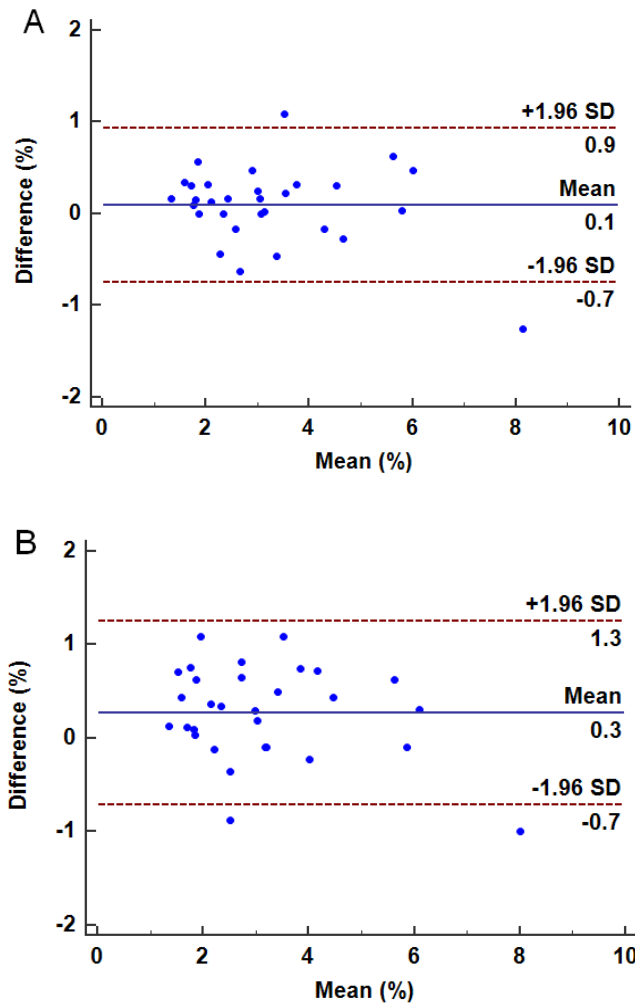 A
2
+1.96 SD
1
0.9
Mean
0
0.1
-1.96 SD
-1
-0.7
-2
0 2 4 6 8 10
Mean (%)
Difference (%)
B
2
+1.96 SD
1
1.3
Mean
0.3
0
-1.96 SD
-0.7
-1
-2
0 2 4 6 8 10
Mean (%)
Difference (%)